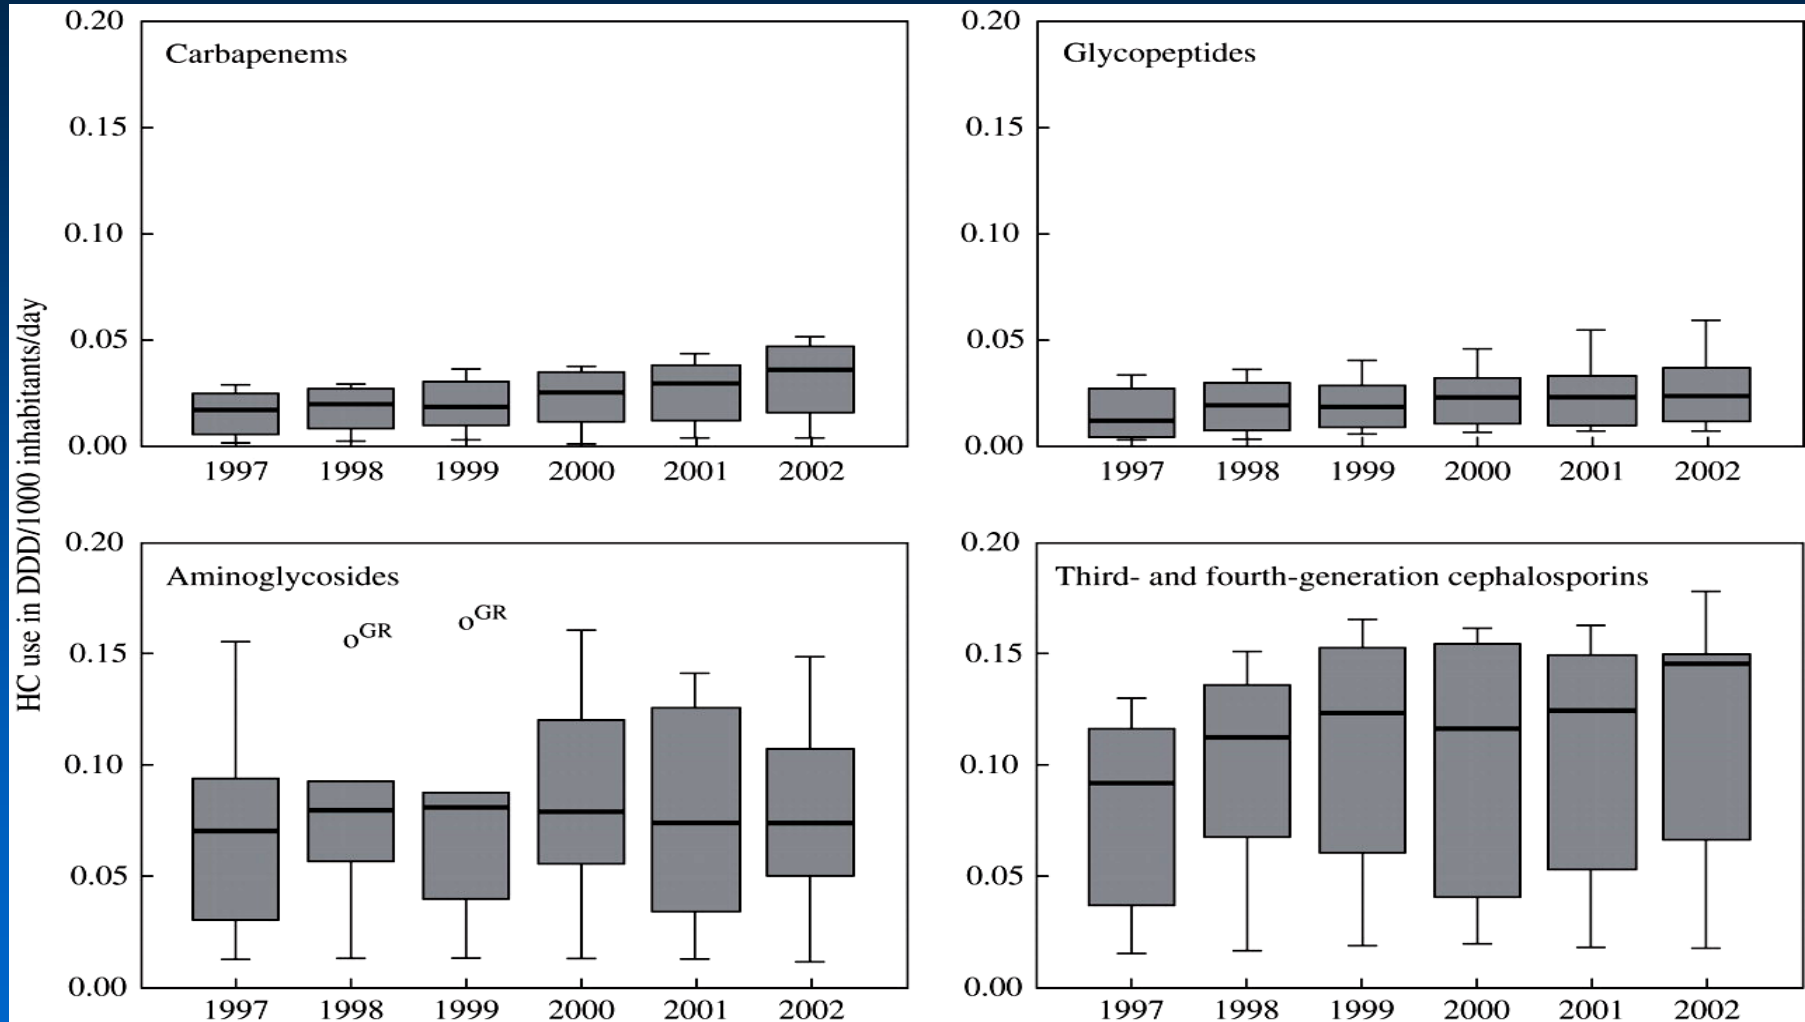 HC use in DDD/1000 inhabitants/day
Carbapenems
0.20
0.15
0.10
0.05
0.00
1997 1998 1999 2000 2001 2002
Glycopeptides
0.20
0.15
0.10
0.05
0.00
1997 1998 1999 2000 2001 2002
Aminoglycosides
oGR oGR
0.20
0.15
0.10
0.05
0.00
1997 1998 1999 2000 2001 2002
Third- and fourth-generation cephalosporins
0.20
0.15
0.10
0.05
0.00
1997 1998 1999 2000 2001 2002